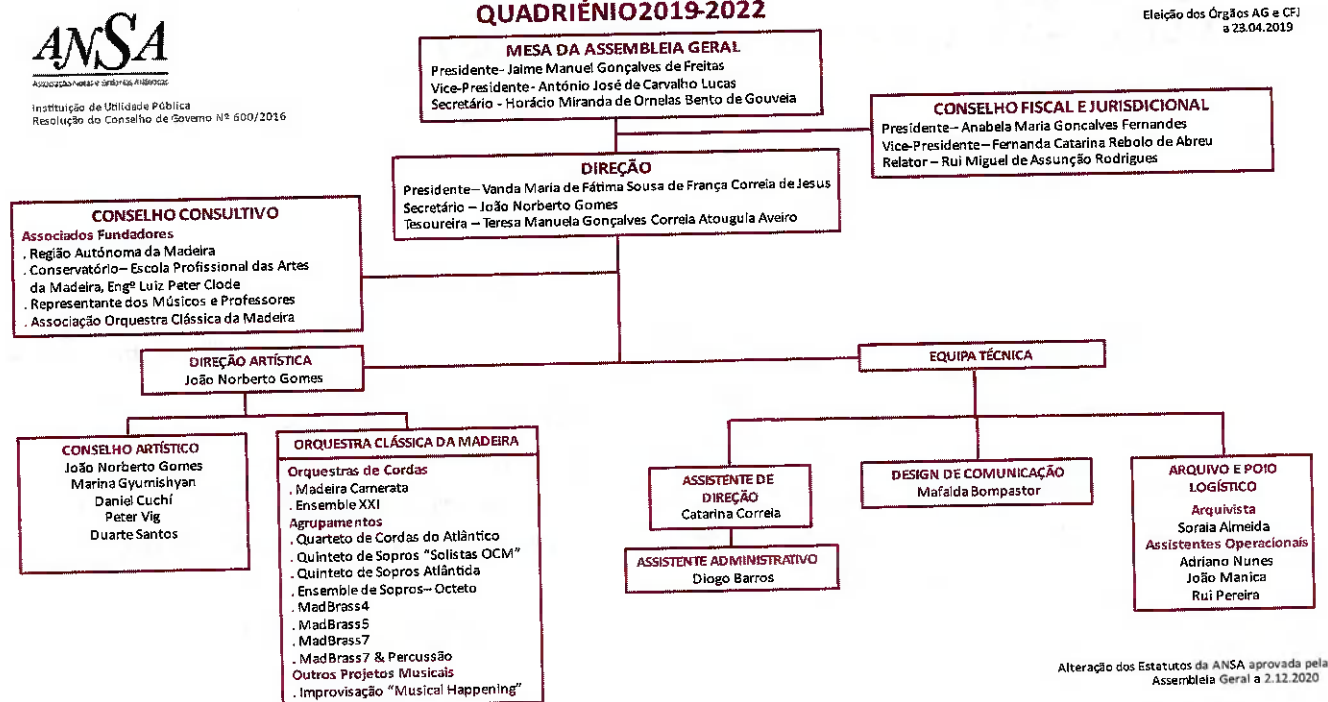 QUADRIÉNIO2019-2022
Eleição dos Órgãos AG e CFJ
a 23.04.2019
ANSA
Associação Notas e Sinfonias Atlânticas
Instituição de Utilidade Pública
Resolução do Conselho de Governo Nº 600/2016
MESA DA ASSEMBLEIA GERAL
Presidente- Jaime Manuel Gonçalves de Freitas
Vice-Presidente- António José de Carvalho Lucas
Secretário - Horácio Miranda de Ornelas Bento de Gouveia
CONSELHO FISCAL E JURISDICIONAL
Presidente– Anabela Maria Goncalves Fernandes
Vice-Presidente– Fernanda Catarina Rebolo de Abreu
Relator – Rui Miguel de Assunção Rodrigues
DIREÇÃO
Presidente– Vanda Maria de Fátima Sousa de França Correia de Jesus
Secretário – João Norberto Gomes
Tesoureira – Teresa Manuela Gonçalves Correia Atougula Aveiro
CONSELHO CONSULTIVO
Associados Fundadores
. Região Autónoma da Madeira
. Conservatório– Escola Profissional das Artes
da Madeira, Engº Luiz Peter Clode
. Representante dos Músicos e Professores
. Associação Orquestra Clássica da Madeira
DIREÇÃO ARTÍSTICA
João Norberto Gomes
EQUIPA TÉCNICA
CONSELHO ARTÍSTICO
João Norberto Gomes
Marina Gyumishyan
Daniel Cuchí
Peter Vig
Duarte Santos
ORQUESTRA CLÁSSICA DA MADEIRA
Orquestras de Cordas
. Madeira Camerata
. Ensemble XXI
Agrupamentos
. Quarteto de Cordas do Atlântico
. Quinteto de Sopros "Solistas OCM"
. Quinteto de Sopros Atlântida
. Ensemble de Sopros– Octeto
. MadBrass4
. MadBrass5
. MadBrass7
. MadBrass7 & Percussão
Outros Projetos Musicais
. Improvisação "Musical Happening"
ASSISTENTE DE
DIREÇÃO
Catarina Correia
ASSISTENTE ADMINISTRATIVO
Diogo Barros
DESIGN DE COMUNICAÇÃO
Mafalda Bompastor
ARQUIVO E POIO
LOGÍSTICO
Arquivista
Soraia Almeida
Assistentes Operacionais
Adriano Nunes
João Manica
Rui Pereira
Alteração dos Estatutos da ANSA aprovada pela
Assembleia Geral a 2.12.2020